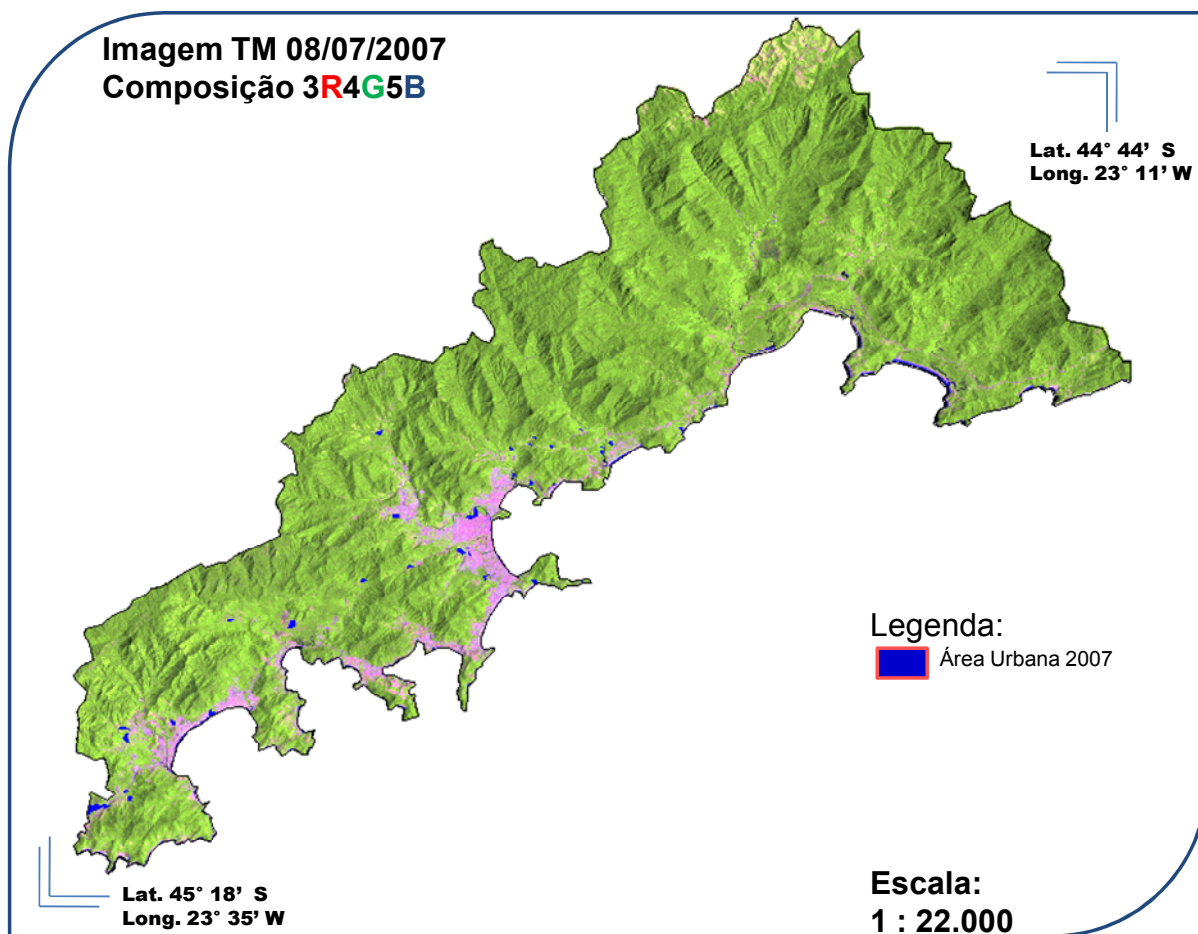 Imagem TM 08/07/2007
Composição 3R4G5B
Lat. 44° 44’ S
Long. 23° 11’ W
Legenda:
Área Urbana 2007
Lat. 45° 18’ S
Long. 23° 35’ W
Escala:
1 : 22.000